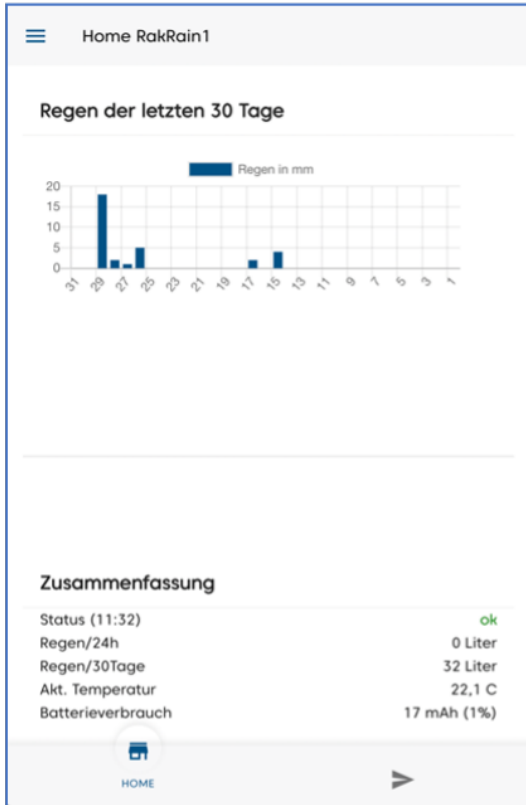 Home RakRain1
Regen der letzten 30 Tage
Regen in mm
20
15
10
5
0
31 29 27 25 23 21 19 17 15 13 11 9 7 5 3 1
Zusammenfassung
Status (11:32) ok
Regen/24h 0 Liter
Regen/30Tage 32 Liter
Akt. Temperatur 22,1 C
Batterieverbrauch 17 mAh (1%)
HOME